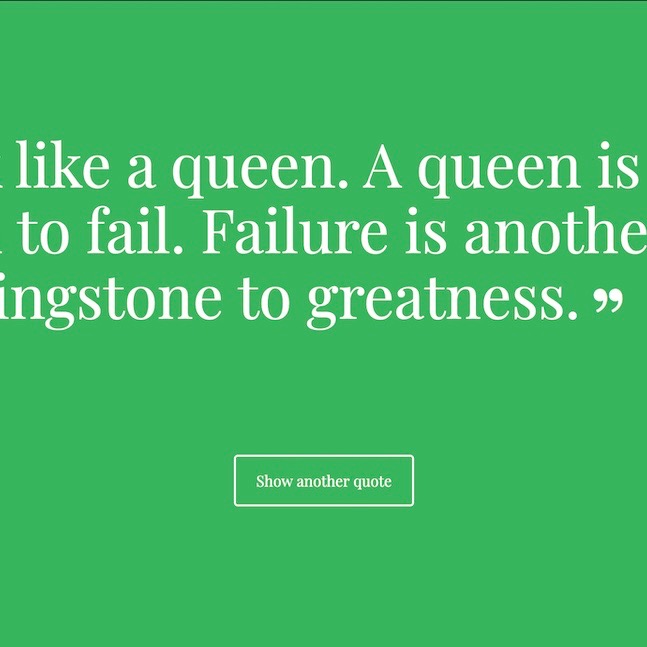 like a queen. A queen is
to fail. Failure is anothe
ingstone to greatness. ”
Show another quote